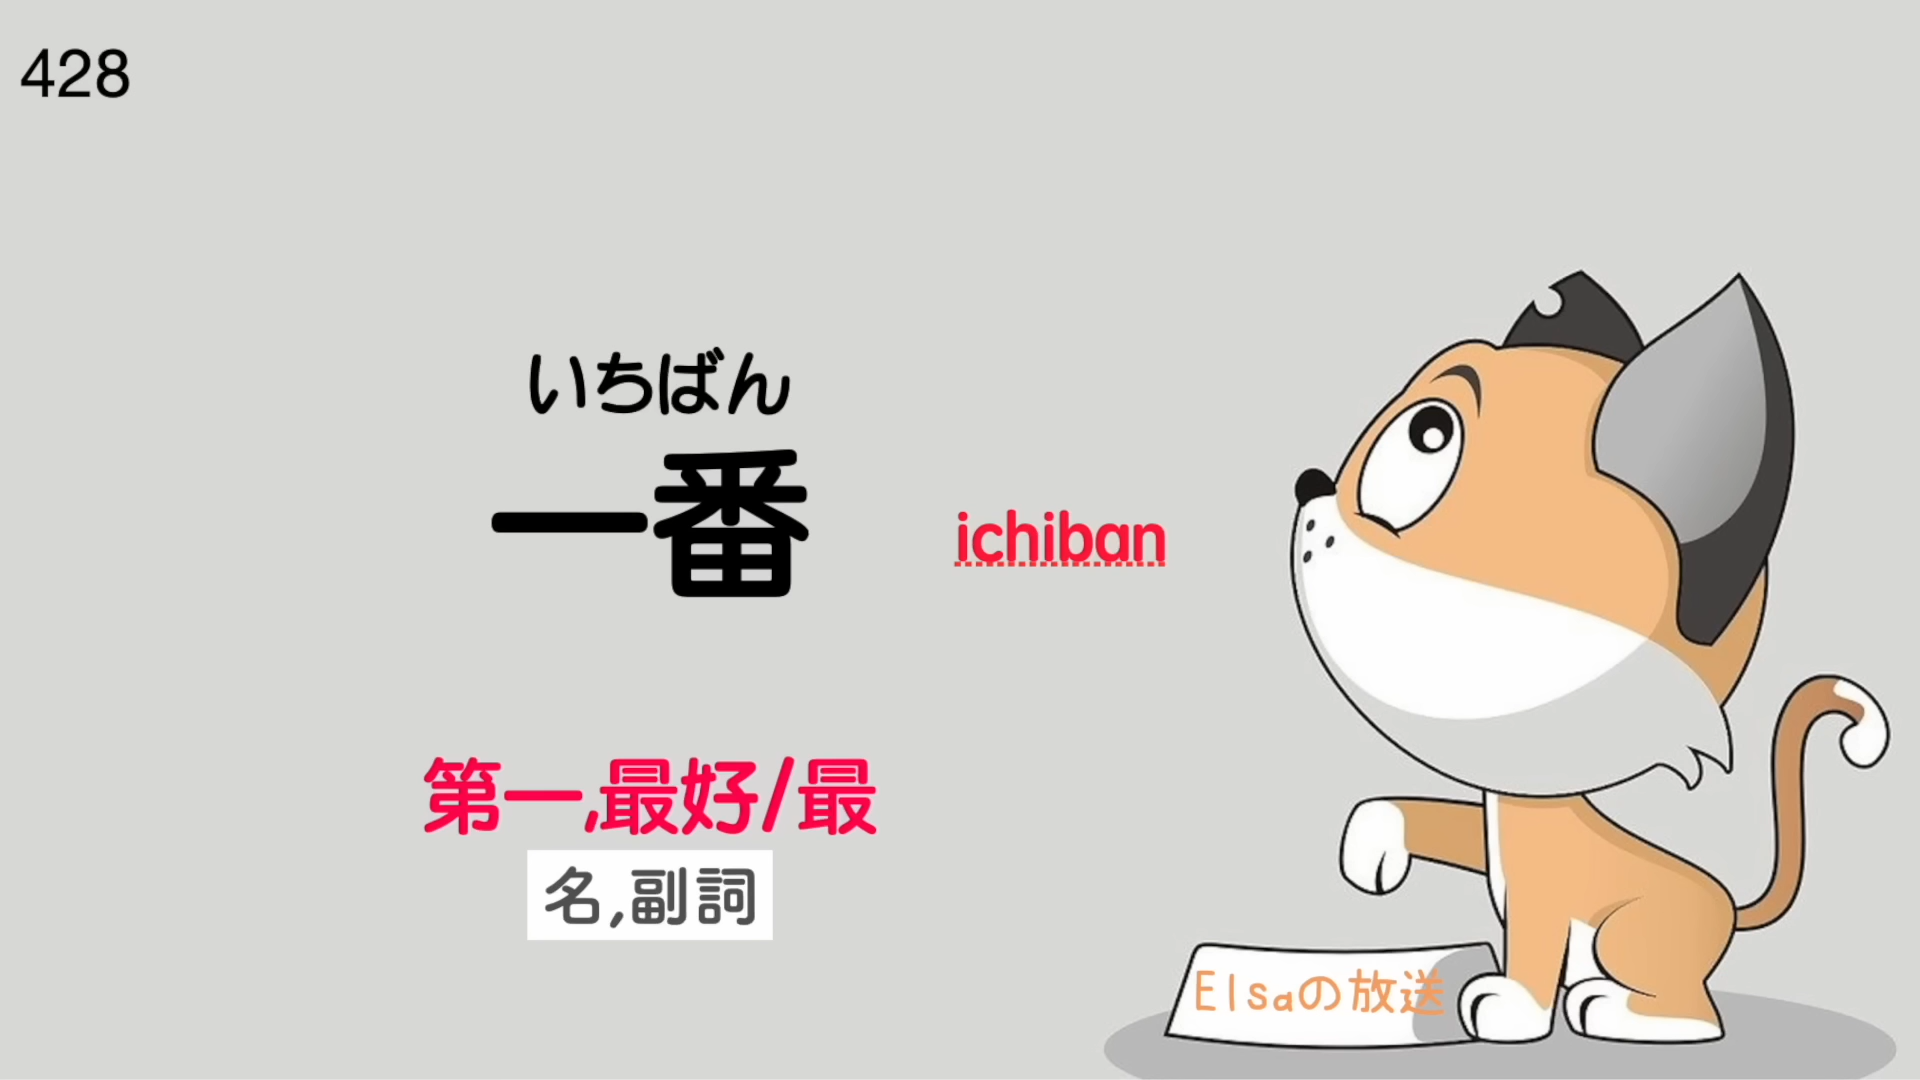 428
いちばん
一番
ichiban
第一,最好/最
名,副詞
Elsaの放送